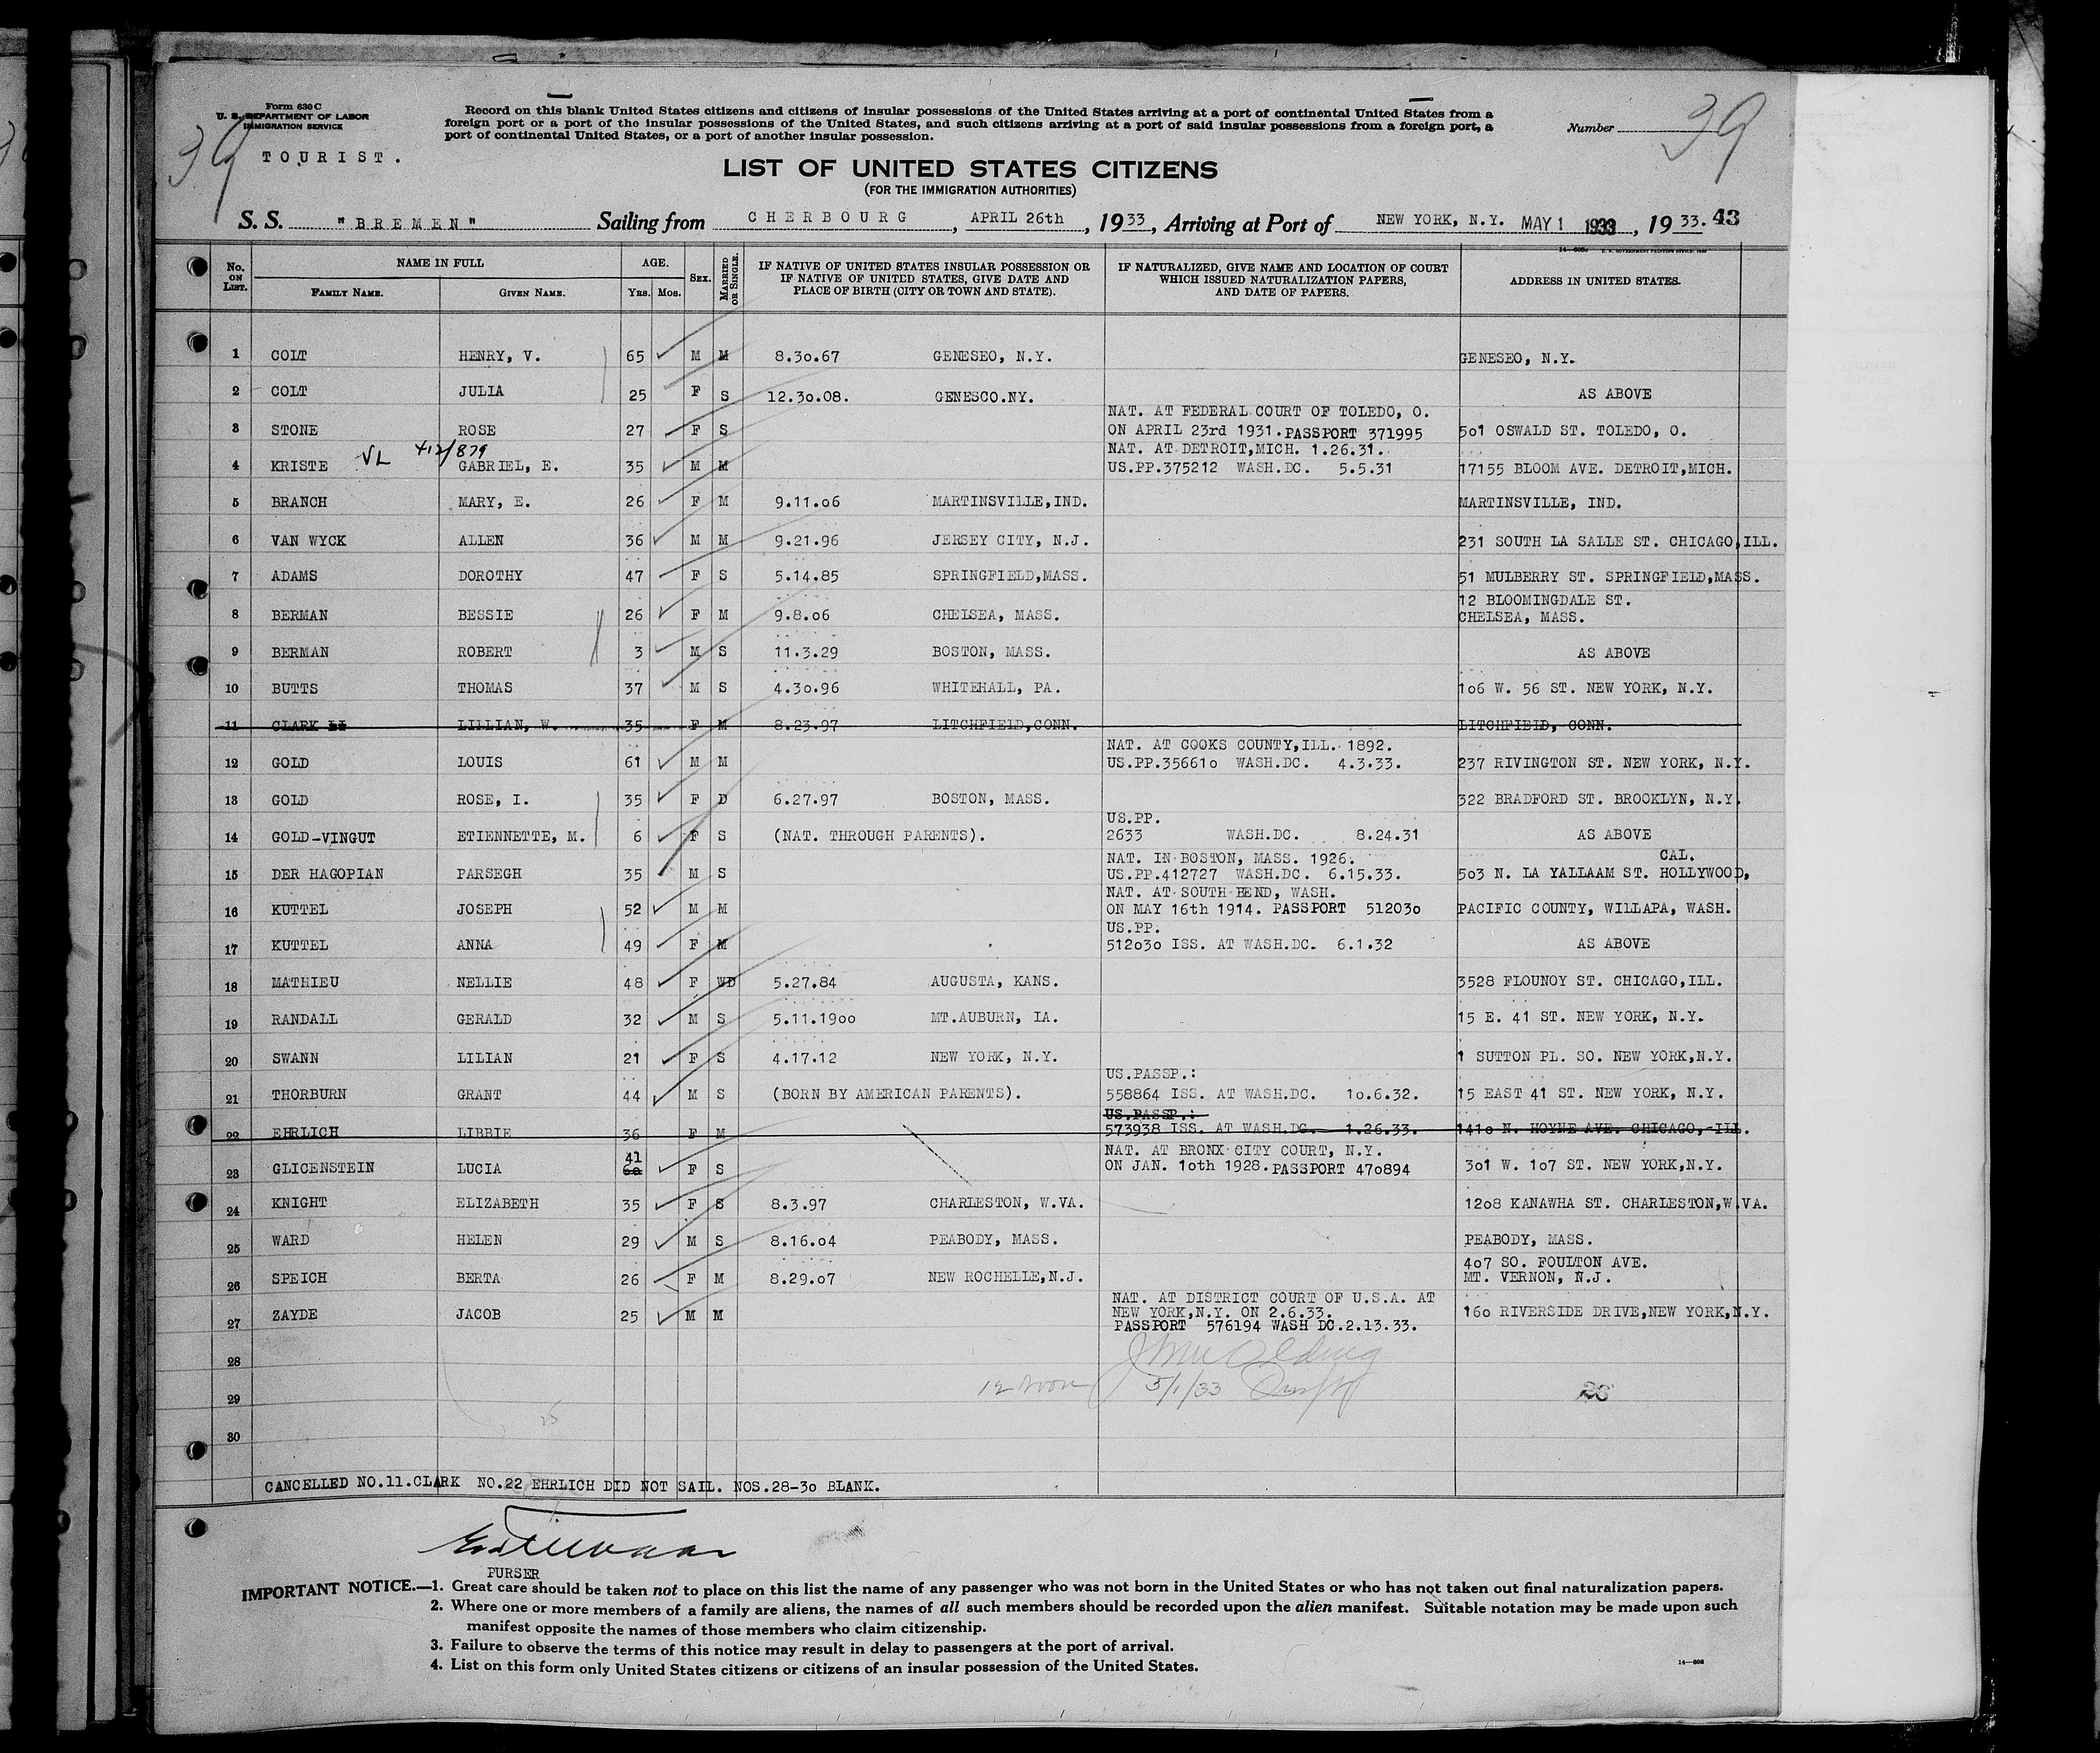 Form 630 C
U. S. DEPARTMENT OF LABOR
IMMIGRATION SERVICE
TOURIST.
39
Record on this blank United States citizens and citizens of insular possessions of the United States arriving at a port of continental United States from a
foreign port or a port of the insular possessions of the United States, and such citizens arriving at a port of said insular possessions from a foreign port, a
port of continental United States, or a port of another insular possession.
Number 39
LIST OF UNITED STATES CITIZENS
(FOR THE IMMIGRATION AUTHORITIES)
S. S. "BREMEN" Sailing from CHERBOURG, APRIL 26th, 1933, Arriving at Port of NEW YORK, N.Y. MAY 1 1933, 1933. 43
No. ON LIST. NAME IN FULL FAMILY NAME. GIVEN NAME. AGE. YRS. MOS. SEX. MARRIED OR SINGLE. IF NATIVE OF UNITED STATES INSULAR POSSESSION OR IF NATIVE OF UNITED STATES, GIVE DATE AND PLACE OF BIRTH (CITY OR TOWN AND STATE). IF NATURALIZED, GIVE NAME AND LOCATION OF COURT WHICH ISSUED NATURALIZATION PAPERS, AND DATE OF PAPERS. ADDRESS IN UNITED STATES.
1 COLT HENRY, V. 65 M M 8.30.67 GENESEO, N.Y. GENESEO, N.Y.
2 COLT JULIA 25 F S 12.30.08. GENESCO.NY. AS ABOVE
NAT. AT FEDERAL COURT OF TOLEDO, O.
3 STONE ROSE 27 F S ON APRIL 23rd 1931. PASSPORT 371995 501 OSWALD ST. TOLEDO, O.
VL 412/879 NAT. AT DETROIT,MICH. 1.26.31.
4 KRISTE GABRIEL, E. 35 M M US.PP.375212 WASH.DC. 5.5.31 17155 BLOOM AVE. DETROIT,MICH.
5 BRANCH MARY, E. 26 F M 9.11.06 MARTINSVILLE,IND. MARTINSVILLE, IND.
6 VAN WYCK ALLEN 36 M M 9.21.96 JERSEY CITY, N.J. 231 SOUTH LA SALLE ST. CHICAGO,ILL.
7 ADAMS DOROTHY 47 F S 5.14.85 SPRINGFIELD,MASS. 51 MULBERRY ST. SPRINGFIELD,MASS.
12 BLOOMINGDALE ST.
8 BERMAN BESSIE 26 F M 9.8.06 CHELSEA, MASS. CHELSEA, MASS.
9 BERMAN ROBERT 3 M S 11.3.29 BOSTON, MASS. AS ABOVE
10 BUTTS THOMAS 37 M S 4.30.96 WHITEHALL, PA. 106 W. 56 ST. NEW YORK, N.Y.
11 CLARK LI LILLIAN, W. 35 F M 8.23.97 LITCHFIELD,CONN. LITCHFIELD, CONN.
NAT. AT COOKS COUNTY,ILL. 1892.
12 GOLD LOUIS 61 M M US.PP.356610 WASH.DC. 4.3.33. 237 RIVINGTON ST. NEW YORK, N.Y.
13 GOLD ROSE, I. 35 F D 6.27.97 BOSTON, MASS. 322 BRADFORD ST. BROOKLYN, N.Y.
US.PP.
14 GOLD-VINGUT ETIENNETTE, M. 6 F S (NAT. THROUGH PARENTS). 2633 WASH.DC. 8.24.31 AS ABOVE
NAT. IN BOSTON, MASS. 1926. CAL.
15 DER HAGOPIAN PARSEGH 35 M S US.PP.412727 WASH.DC. 6.15.33. 503 N. LA YALLAAM ST. HOLLYWOOD,
NAT. AT SOUTH BEND, WASH.
16 KUTTEL JOSEPH 52 M M ON MAY 16th 1914. PASSPORT 512030 PACIFIC COUNTY, WILLAPA, WASH.
US.PP.
17 KUTTEL ANNA 49 F M 512030 ISS. AT WASH.DC. 6.1.32 AS ABOVE
18 MATHIEU NELLIE 48 F WD 5.27.84 AUGUSTA, KANS. 3528 FLOUNOY ST. CHICAGO,ILL.
19 RANDALL GERALD 32 M S 5.11.1900 MT.AUBURN, IA. 15 E. 41 ST. NEW YORK, N.Y.
20 SWANN LILIAN 21 F S 4.17.12 NEW YORK, N.Y. 1 SUTTON PL. SO. NEW YORK,N.Y.
US.PASSP.:
21 THORBURN GRANT 44 M S (BORN BY AMERICAN PARENTS). 558864 ISS. AT WASH.DC. 10.6.32. 15 EAST 41 ST. NEW YORK, N.Y.
US.PASSP.:
22 EHRLICH LIBBIE 36 F M 573938 ISS. AT WASH.DC. 1.26.33. 1410 N. HOYNE AVE. CHICAGO, ILL.
41 NAT. AT BRONX CITY COURT, N.Y.
23 GLICENSTEIN LUCIA F S ON JAN. 10th 1928. PASSPORT 470894 301 W. 107 ST. NEW YORK,N.Y.
24 KNIGHT ELIZABETH 35 F S 8.3.97 CHARLESTON, W.VA. 1208 KANAWHA ST. CHARLESTON,W.VA.
25 WARD HELEN 29 M S 8.16.04 PEABODY, MASS. PEABODY, MASS.
407 SO. FOULTON AVE.
26 SPEICH BERTA 26 F M 8.29.07 NEW ROCHELLE,N.J. MT. VERNON, N.J.
NAT. AT DISTRICT COURT OF U.S.A. AT
27 ZAYDE JACOB 25 M M NEW YORK,N.Y. ON 2.6.33. 160 RIVERSIDE DRIVE,NEW YORK,N.Y.
PASSPORT 576194 WASH DC.2.13.33.
28
29 12 noon 5/1/33
30
CANCELLED NO.11.CLARK NO.22 EHRLICH DID NOT SAIL. NOS.28-30 BLANK.
PURSER
IMPORTANT NOTICE.—1. Great care should be taken not to place on this list the name of any passenger who was not born in the United States or who has not taken out final naturalization papers.
2. Where one or more members of a family are aliens, the names of all such members should be recorded upon the alien manifest. Suitable notation may be made upon such
manifest opposite the names of those members who claim citizenship.
3. Failure to observe the terms of this notice may result in delay to passengers at the port of arrival.
4. List on this form only United States citizens or citizens of an insular possession of the United States.